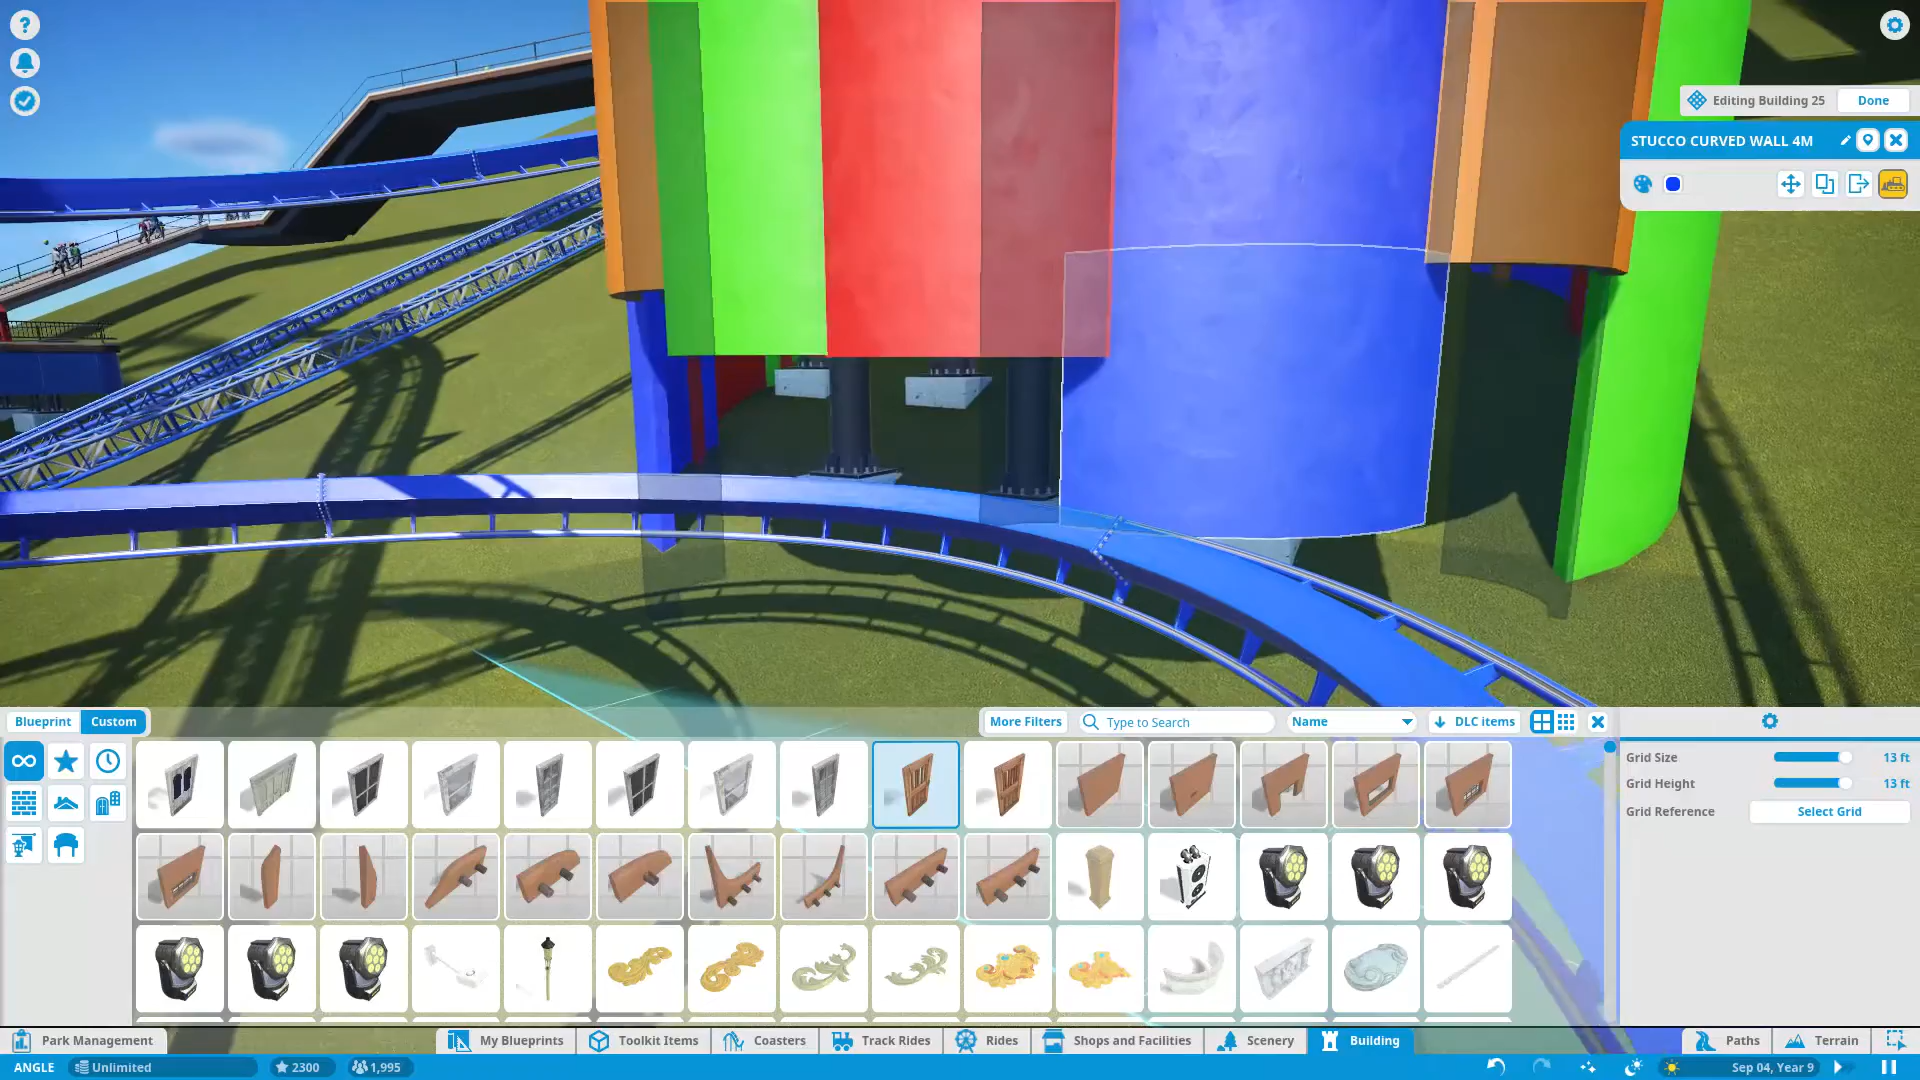 ?
Editing Building 25
Done
STUCCO CURVED WALL 4M
Blueprint
Custom
More Filters
Type to Search
Name
DLC items
Grid Size
13 ft
Grid Height
13 ft
Grid Reference
Select Grid
Park Management
My Blueprints
Toolkit Items
Coasters
Track Rides
Rides
Shops and Facilities
Scenery
Building
Paths
Terrain
ANGLE
Unlimited
2300
1,995
Sep 04, Year 9